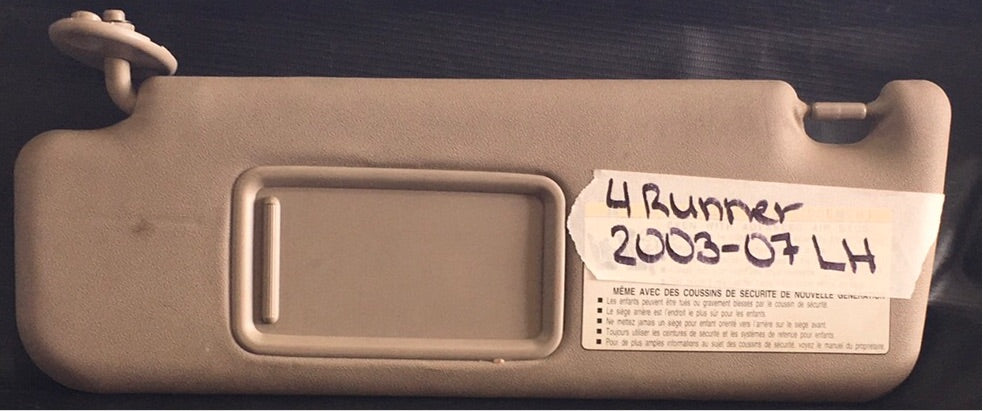 4 Runner
2003-07 LH
MÊME AVEC DES COUSSINS DE SECURITE DE NOUVELLE GENERATION
Les enfants peuvent être tués ou gravement blessés par le coussin de sécurité.
Le siège arrière est l'endroit le plus sûr pour les enfants.
Ne mettez jamais un siège pour enfant orienté vers l'arrière sur le siège avant.
Toujours utiliser les ceintures de sécurité et les systèmes de retenue pour enfants.
Pour de plus amples informations au sujet des coussins de sécurité, voyez le manuel du propriétaire.